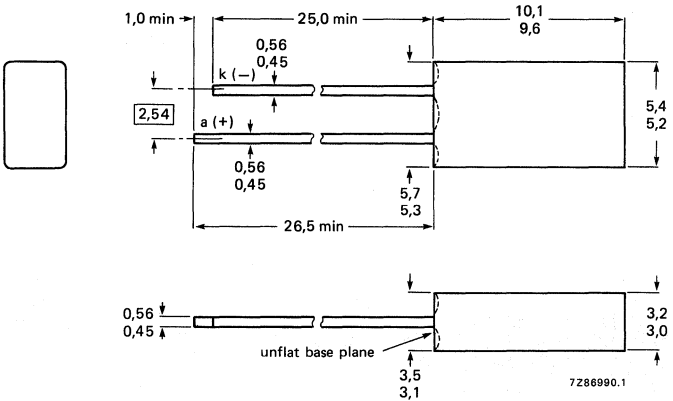 1,0 min
25,0 min
10,1
9,6
0,56
0,45
k (−)
2,54
a (+)
0,56
0,45
5,4
5,2
5,7
5,3
26,5 min
0,56
0,45
3,2
3,0
unflat base plane
3,5
3,1
7Z86990.1